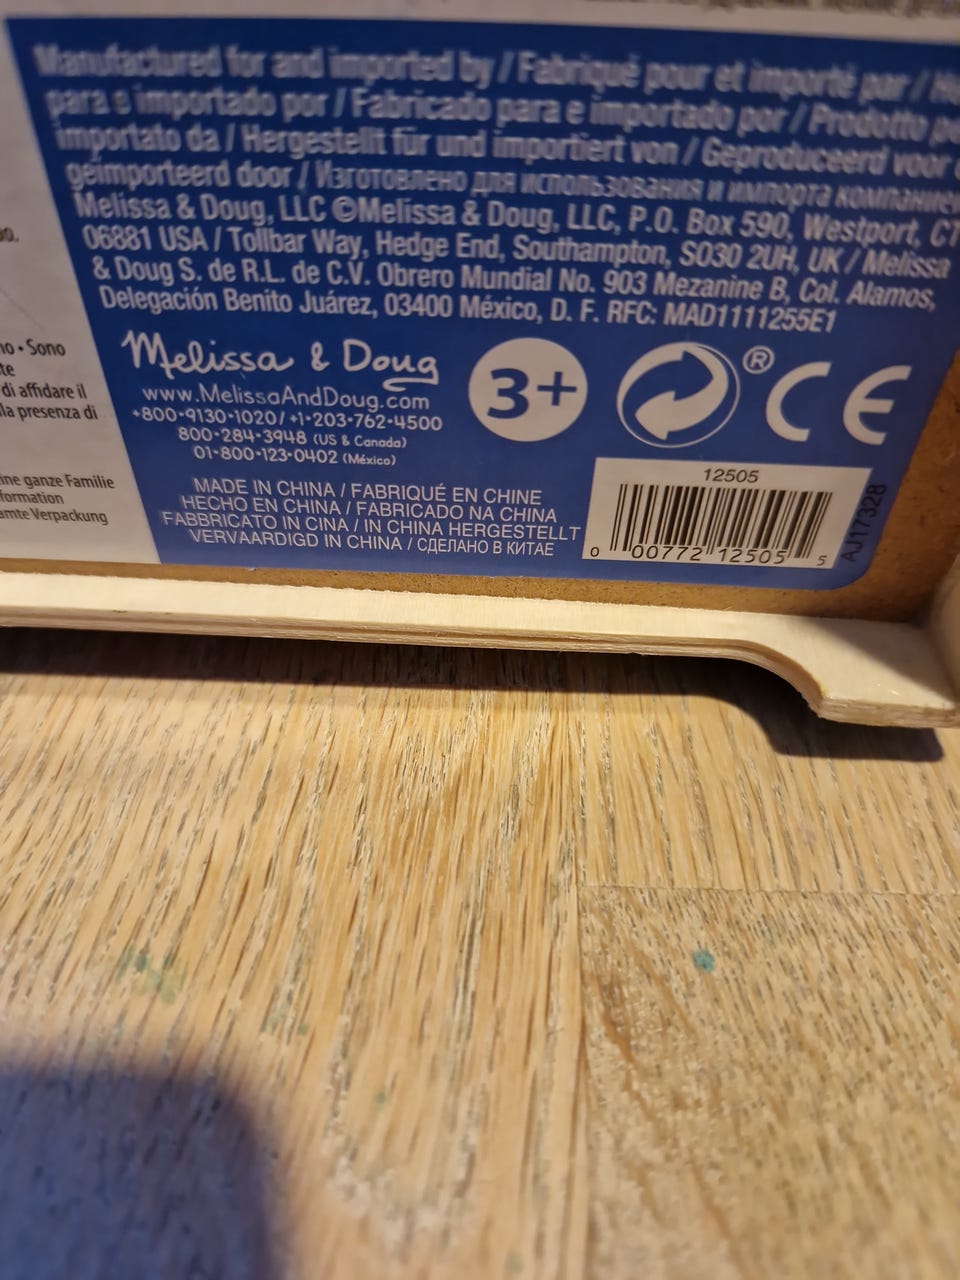 Manufactured for and imported by / Fabriqué pour et importé par /
para e importado por / Fabricado para e importado por / Prodotto
importato da / Hergestellt für und importiert von / Geproduceerd voor
geïmporteerd door / Изготовлено для использования и импорта компанией
Melissa & Doug, LLC ©Melissa & Doug, LLC, P.O. Box 590, Westport, CT
06881 USA / Tollbar Way, Hedge End, Southampton, SO30 2UH, UK / Melissa
& Doug S. de R.L. de C.V. Obrero Mundial No. 903 Mezanine B, Col. Alamos,
Delegación Benito Juárez, 03400 México, D. F. RFC: MAD1111255E1
Melissa & Doug
www.MelissaAndDoug.com
+800-9130-1020/ +1-203-762-4500
800-284-3948 (US & Canada)
01-800-123-0402 (México)
3+
®
CE
MADE IN CHINA / FABRIQUÉ EN CHINE
HECHO EN CHINA / FABRICADO NA CHINA
FABBRICATO IN CINA / IN CHINA HERGESTELLT
VERVAARDIGD IN CHINA / СДЕЛАНО В КИТАЕ
12505
0 00772 12505 5
AJ17328
no • Sono
te
di affidare il
la presenza di
ine ganze Familie
formation
amte Verpackung